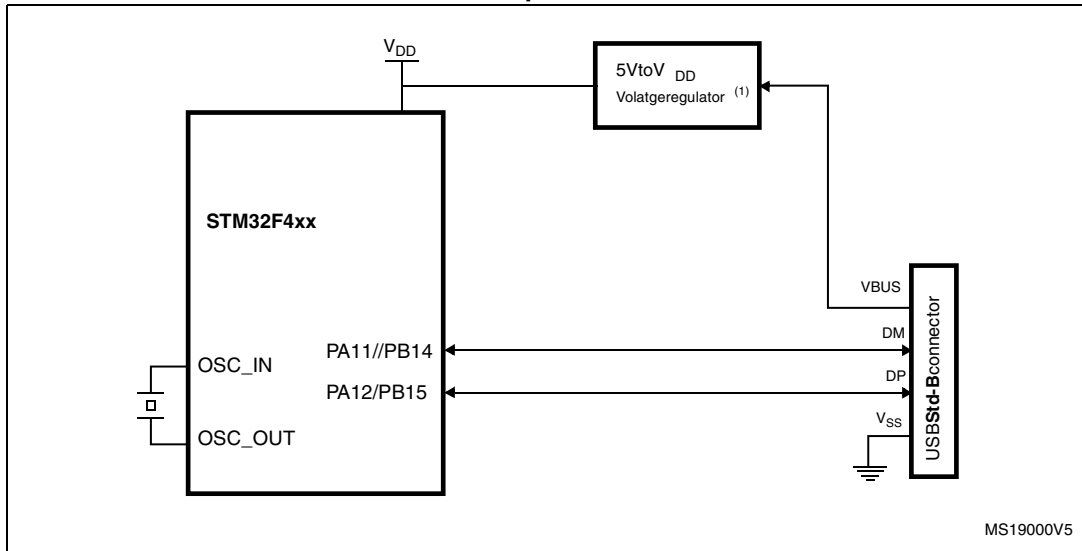 V_DD
5VtoV DD
Volatgeregulator (1)
STM32F4xx
VBUS
DM
PA11//PB14
OSC_IN
DP
PA12/PB15
OSC_OUT
V_SS
USBStd-Bconnector
MS19000V5